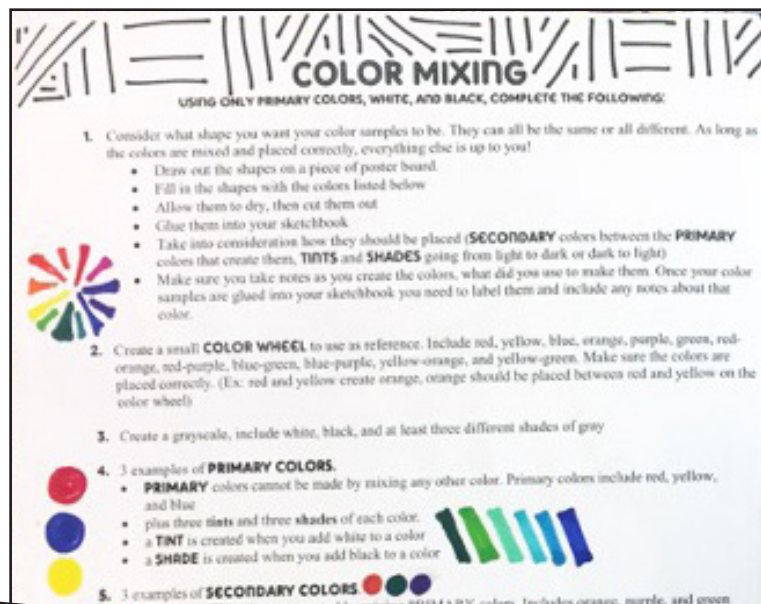 COLOR MIXING
USING ONLY PRIMARY COLORS, WHITE, AND BLACK, COMPLETE THE FOLLOWING:
1. Consider what shape you want your color samples to be. They can all be the same or all different. As long as
the colors are mixed and placed correctly, everything else is up to you!
• Draw out the shapes on a piece of poster board.
• Fill in the shapes with the colors listed below
• Allow them to dry, then cut them out
• Glue them into your sketchbook
• Take into consideration how they should be placed (SECONDARY colors between the PRIMARY
colors that create them, TINTS and SHADES going from light to dark or dark to light)
• Make sure you take notes as you create the colors, what did you use to make them. Once your color
samples are glued into your sketchbook you need to label them and include any notes about that
color.
2. Create a small COLOR WHEEL to use as reference. Include red, yellow, blue, orange, purple, green, red-
orange, red-purple, blue-green, blue-purple, yellow-orange, and yellow-green. Make sure the colors are
placed correctly. (Ex: red and yellow create orange, orange should be placed between red and yellow on the
color wheel)
3. Create a grayscale, include white, black, and at least three different shades of gray
4. 3 examples of PRIMARY COLORS.
• PRIMARY colors cannot be made by mixing any other color. Primary colors include red, yellow,
and blue
• plus three tints and three shades of each color.
• a TINT is created when you add white to a color
• a SHADE is created when you add black to a color
5. 3 examples of SECONDARY COLORS.
mixing PRIMARY colors. Includes orange, purple, and green